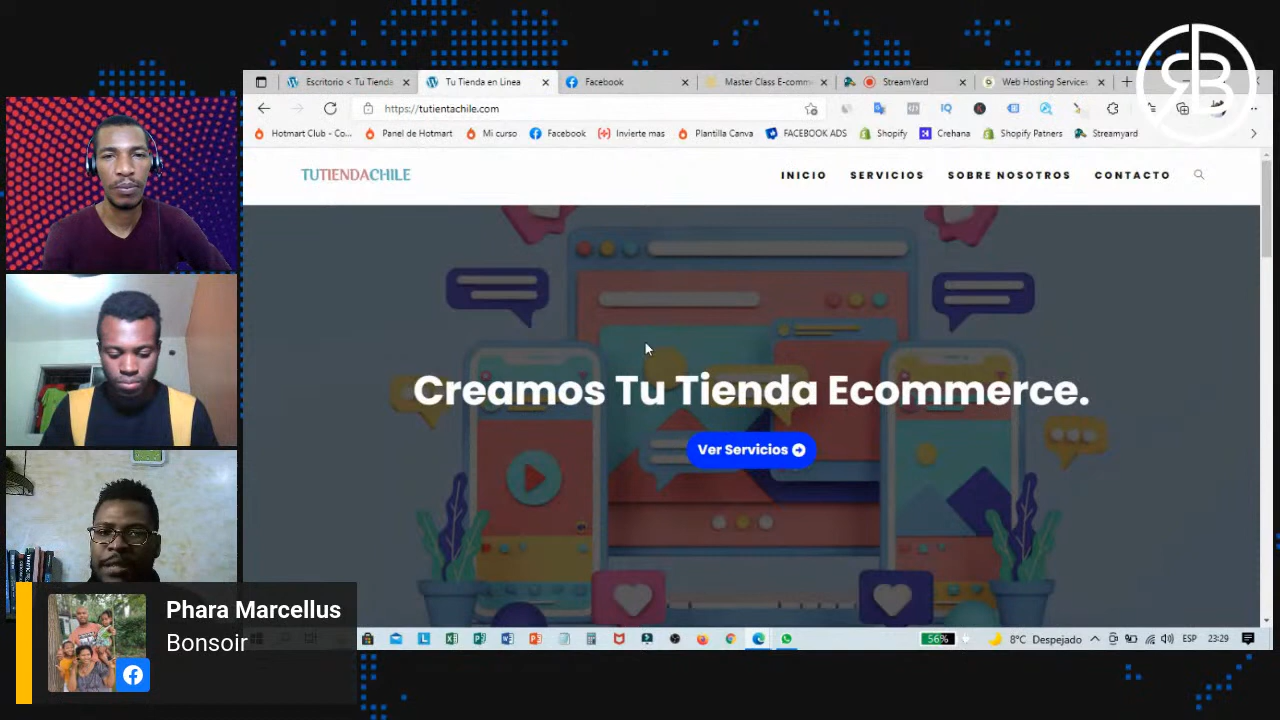 RB
Escritorio < Tu Tienda
Tu Tienda en Linea
Facebook
Master Class E-comm
StreamYard
Web Hosting Services
https://tutientachile.com
Hotmart Club - Co...
Panel de Hotmart
Mi curso
Facebook
Invierte mas
Plantilla Canva
FACEBOOK ADS
Shopify
Crehana
Shopify Patners
Streamyard
TUTIENDACHILE
INICIO
SERVICIOS
SOBRE NOSOTROS
CONTACTO
Creamos Tu Tienda Ecommerce.
Ver Servicios
Phara Marcellus
Bonsoir
56%
8°C Despejado
ESP
23:29